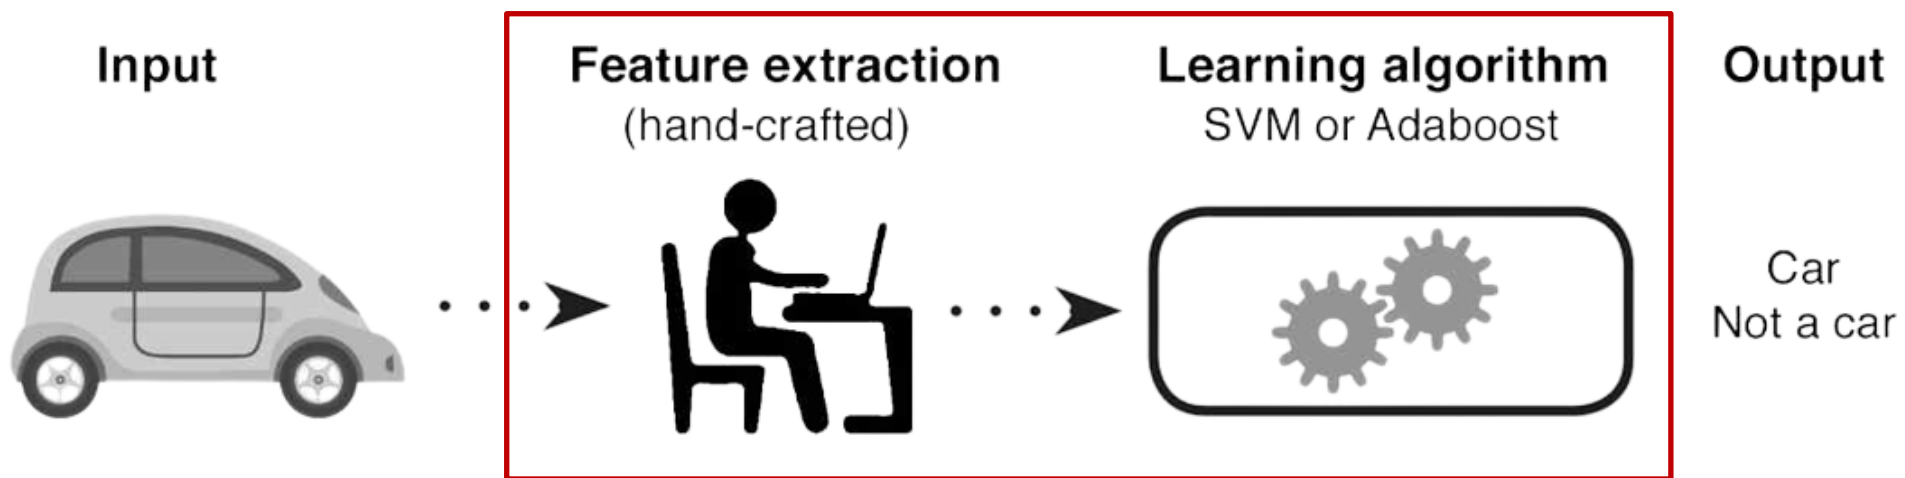 Input
Feature extraction
(hand-crafted)
Learning algorithm
SVM or Adaboost
Output
Car
Not a car